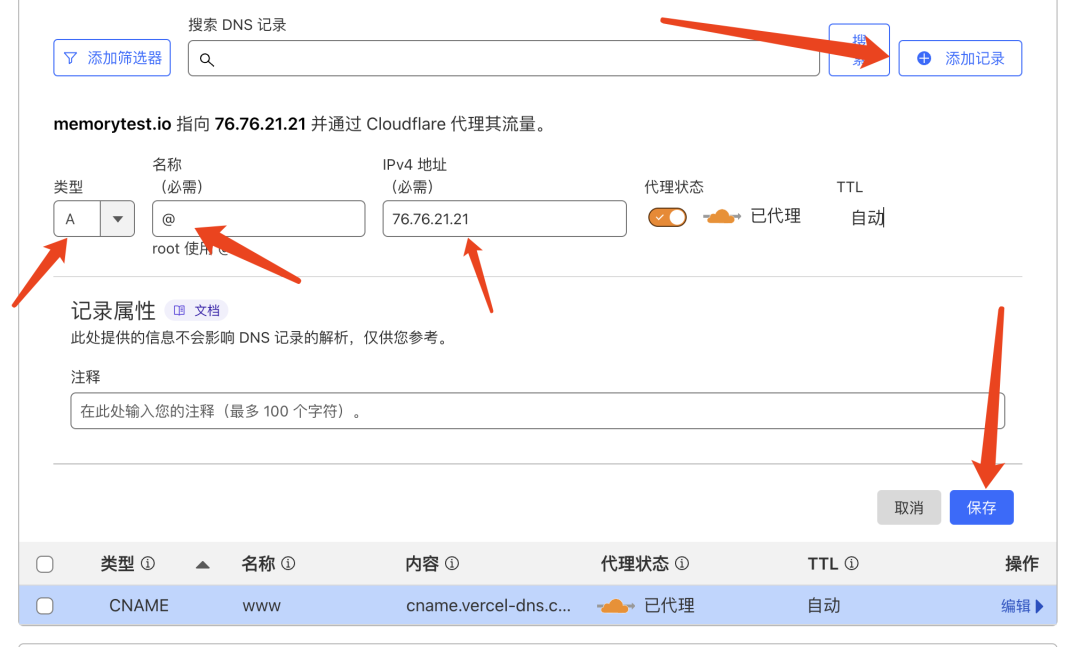 搜索 DNS 记录
添加筛选器
添加记录
memorytest.io 指向 76.76.21.21 并通过 Cloudflare 代理其流量。
类型
名称
（必需）
IPv4 地址
（必需）
代理状态
TTL
A
@
76.76.21.21
已代理
自动
root 使用
记录属性 文档
此处提供的信息不会影响 DNS 记录的解析，仅供您参考。
注释
在此处输入您的注释（最多 100 个字符）。
取消
保存
类型 名称 内容 代理状态 TTL 操作
CNAME www cname.vercel-dns.c... 已代理 自动 编辑